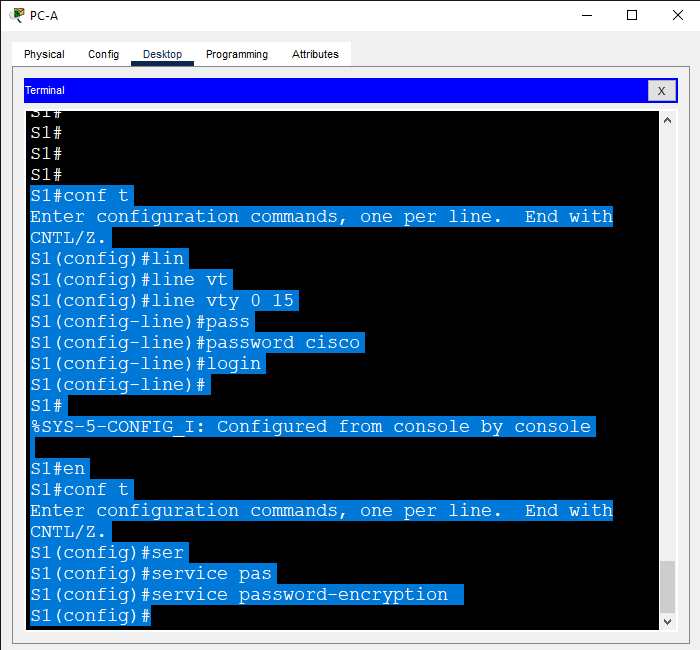 PC-A
Physical Config Desktop Programming Attributes
Terminal X
S1#
S1#
S1#
S1#
S1#conf t
Enter configuration commands, one per line.  End with
CNTL/Z.
S1(config)#lin
S1(config)#line vt
S1(config)#line vty 0 15
S1(config-line)#pass
S1(config-line)#password cisco
S1(config-line)#login
S1(config-line)#
S1#
%SYS-5-CONFIG_I: Configured from console by console
S1#en
S1#conf t
Enter configuration commands, one per line.  End with
CNTL/Z.
S1(config)#ser
S1(config)#service pas
S1(config)#service password-encryption
S1(config)#